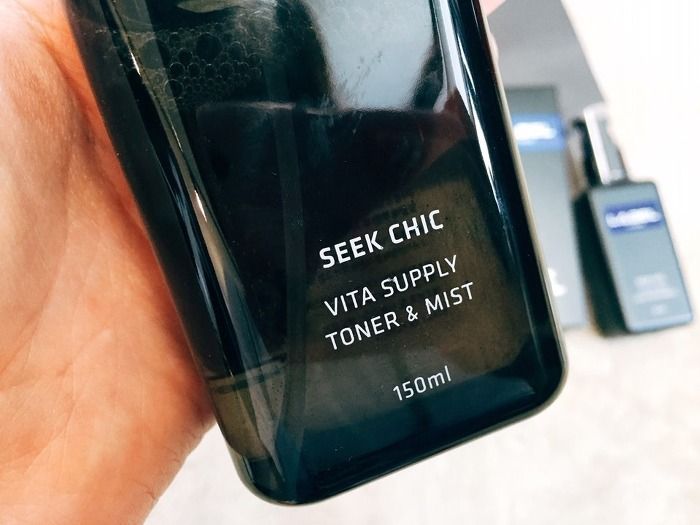 SEEK CHIC
VITA SUPPLY
TONER & MIST
150ml